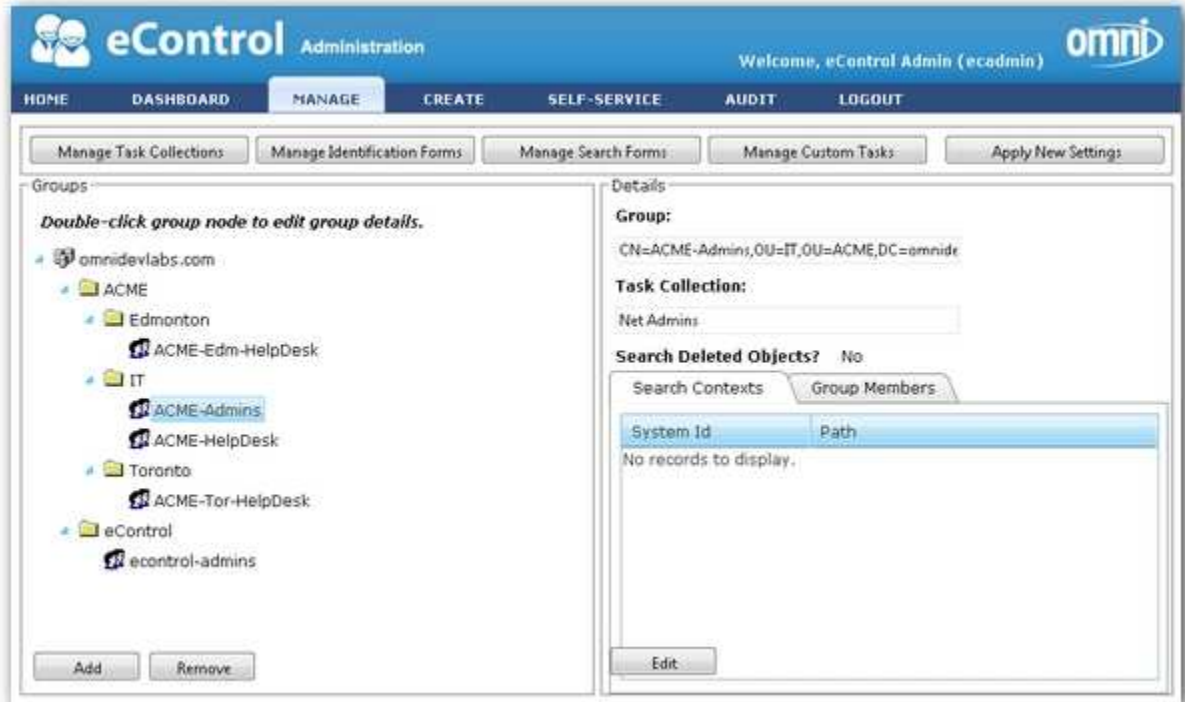 eControl Administration
omni
Welcome, eControl Admin (ecadmin)
HOME DASHBOARD MANAGE CREATE SELF-SERVICE AUDIT LOGOUT
Manage Task Collections Manage Identification Forms Manage Search Forms Manage Custom Tasks Apply New Settings
Groups
Double-click group node to edit group details.
omnidevlabs.com
ACME
Edmonton
ACME-Edm-HelpDesk
IT
ACME-Admins
ACME-HelpDesk
Toronto
ACME-Tor-HelpDesk
eControl
econtrol-admins
Add Remove
Details
Group:
CN=ACME-Admins,OU=IT,OU=ACME,DC=omnide
Task Collection:
Net Admins
Search Deleted Objects? No
Search Contexts Group Members
System Id Path
No records to display.
Edit